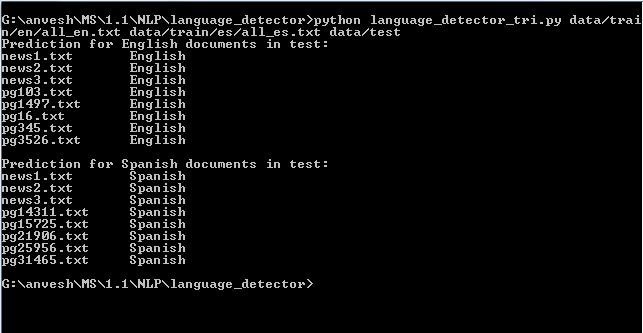 G:\anvesh\MS\1.1\NLP\language_detector>python language_detector_tri.py data/trai
n/en/all_en.txt data/train/es/all_es.txt data/test
Prediction for English documents in test:
news1.txt       English
news2.txt       English
news3.txt       English
pg103.txt       English
pg1497.txt      English
pg16.txt        English
pg345.txt       English
pg3526.txt      English
Prediction for Spanish documents in test:
news1.txt       Spanish
news2.txt       Spanish
news3.txt       Spanish
pg14311.txt     Spanish
pg15725.txt     Spanish
pg21906.txt     Spanish
pg25956.txt     Spanish
pg31465.txt     Spanish
G:\anvesh\MS\1.1\NLP\language_detector>